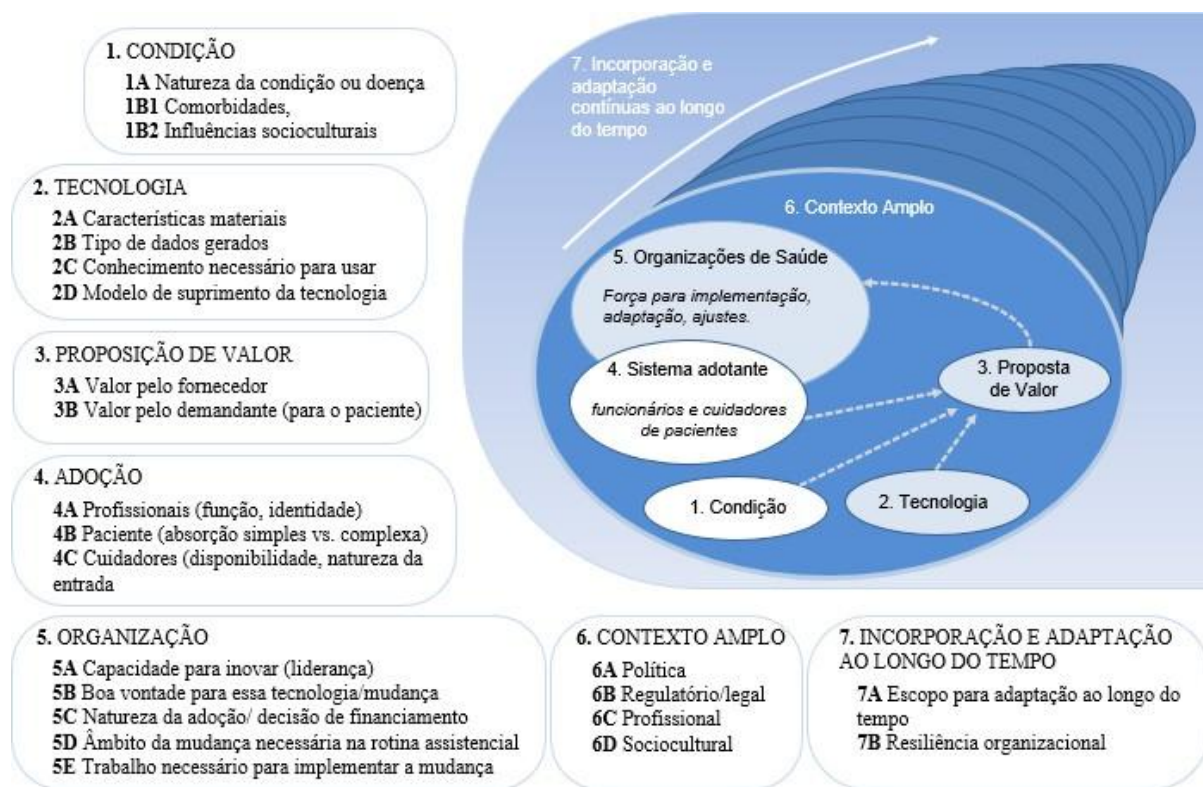 1. CONDIÇÃO
1A Natureza da condição ou doença
1B1 Comorbidades,
1B2 Influências socioculturais
2. TECNOLOGIA
2A Características materiais
2B Tipo de dados gerados
2C Conhecimento necessário para usar
2D Modelo de suprimento da tecnologia
3. PROPOSIÇÃO DE VALOR
3A Valor pelo fornecedor
3B Valor pelo demandante (para o paciente)
4. ADOÇÃO
4A Profissionais (função, identidade)
4B Paciente (absorção simples vs. complexa)
4C Cuidadores (disponibilidade, natureza da
entrada
7. Incorporação e
adaptação
contínuas ao longo
do tempo
6. Contexto Amplo
5. Organizações de Saúde
Força para implementação,
adaptação, ajustes.
4. Sistema adotante
funcionários e cuidadores
de pacientes
3. Proposta
de Valor
1. Condição
2. Tecnologia
5. ORGANIZAÇÃO
5A Capacidade para inovar (liderança)
5B Boa vontade para essa tecnologia/mudança
5C Natureza da adoção/ decisão de financiamento
5D Âmbito da mudança necessária na rotina assistencial
5E Trabalho necessário para implementar a mudança
6. CONTEXTO AMPLO
6A Política
6B Regulatório/legal
6C Profissional
6D Sociocultural
7. INCORPORAÇÃO E ADAPTAÇÃO
AO LONGO DO TEMPO
7A Escopo para adaptação ao longo do
tempo
7B Resiliência organizacional